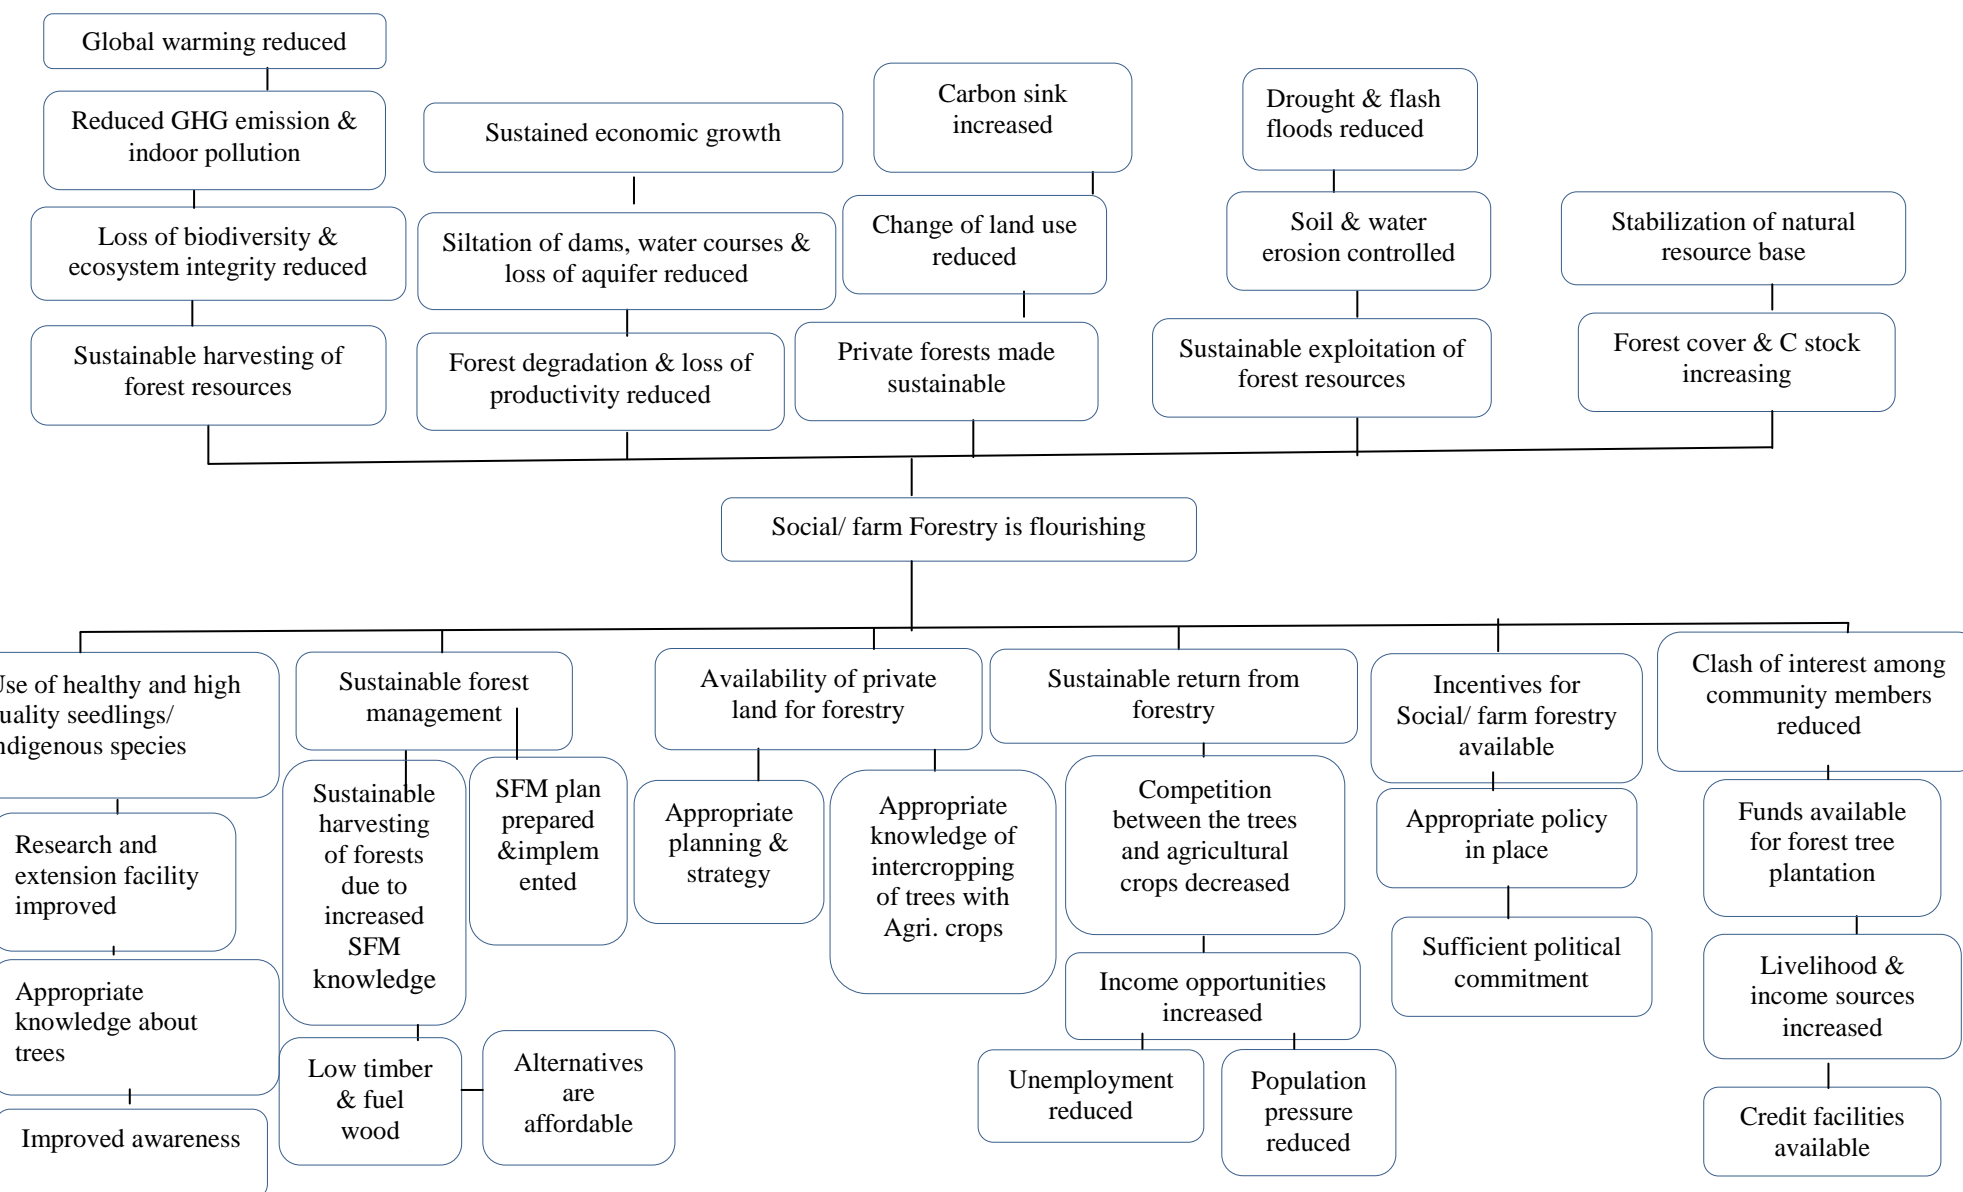 Global warming reduced
Reduced GHG emission &
indoor pollution
Loss of biodiversity &
ecosystem integrity reduced
Sustainable harvesting of
forest resources
Sustained economic growth
Siltation of dams, water courses &
loss of aquifer reduced
Forest degradation & loss of
productivity reduced
Carbon sink
increased
Change of land use
reduced
Private forests made
sustainable
Drought & flash
floods reduced
Soil & water
erosion controlled
Sustainable exploitation of
forest resources
Stabilization of natural
resource base
Forest cover & C stock
increasing
Social/ farm Forestry is flourishing
Use of healthy and high
uality seedlings/
ndigenous species
Research and
extension facility
improved
Appropriate
knowledge about
trees
Improved awareness
Sustainable forest
management
Sustainable
harvesting
of forests
due to
increased
SFM
knowledge
SFM plan
prepared
&implem
ented
Low timber
& fuel
wood
Alternatives
are
affordable
Availability of private
land for forestry
Appropriate
planning &
strategy
Appropriate
knowledge of
intercropping
of trees with
Agri. crops
Sustainable return from
forestry
Competition
between the trees
and agricultural
crops decreased
Income opportunities
increased
Unemployment
reduced
Population
pressure
reduced
Incentives for
Social/ farm forestry
available
Appropriate policy
in place
Sufficient political
commitment
Clash of interest among
community members
reduced
Funds available
for forest tree
plantation
Livelihood &
income sources
increased
Credit facilities
available